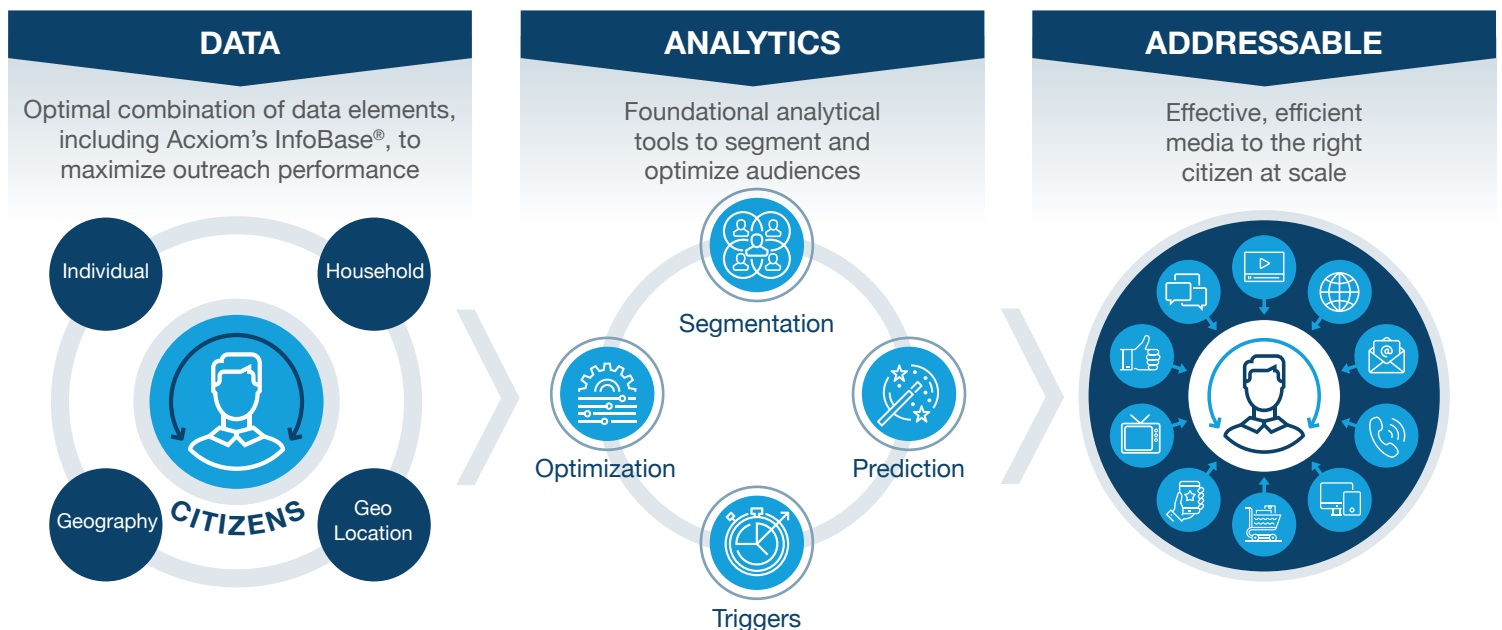 DATA
Optimal combination of data elements,
including Acxiom's InfoBase®, to
maximize outreach performance
Individual
Household
Geography
CITIZENS
Geo
Location
ANALYTICS
Foundational analytical
tools to segment and
optimize audiences
Segmentation
Optimization
Prediction
Triggers
ADDRESSABLE
Effective, efficient
media to the right
citizen at scale
@